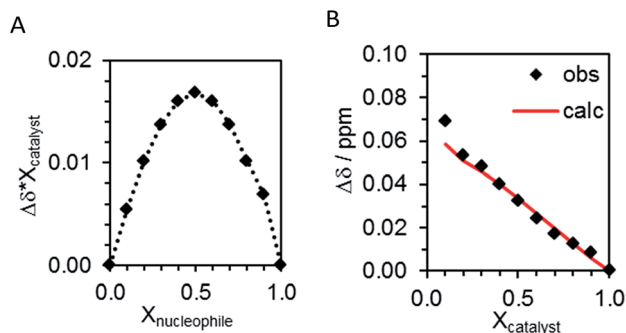 A
Δδ*X_catalyst
0.02
0.01
0.00
0.0
0.5
1.0
X_nucleophile
B
Δδ / ppm
0.10
0.08
0.06
0.04
0.02
0.00
obs
calc
0.0
0.5
1.0
X_catalyst